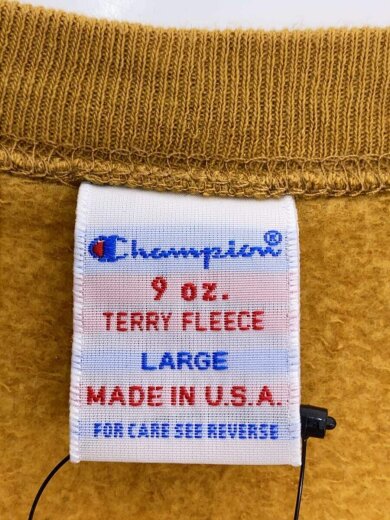 Champion®
9 oz.
TERRY FLEECE
LARGE
MADE IN U.S.A.
FOR CARE SEE REVERSE